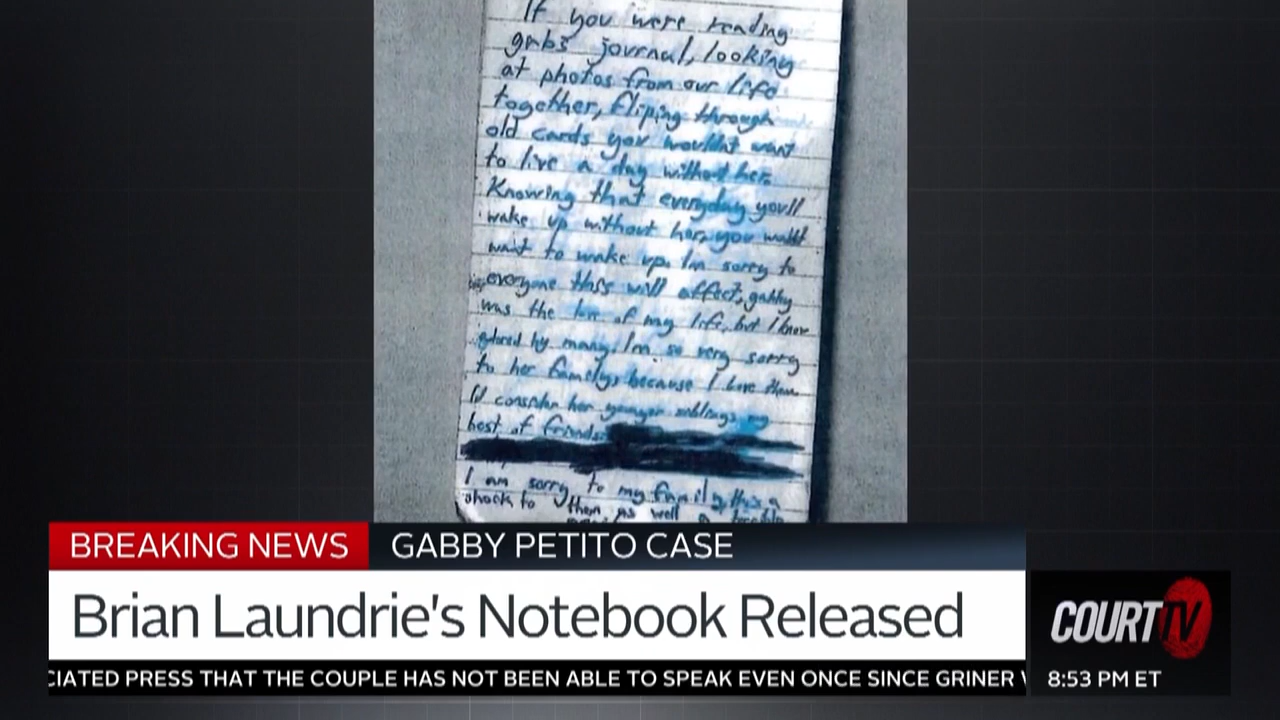 If you were reading
gabs journal, looking
at photos from our life
together, fliping through
old cards you wouldnt want
to live a day without her.
Knowing that everyday you'll
wake up without her, you wouldnt
want to wake up. I'm sorry to
everyone this will affect, gabby
was the love of my life, but I know
adored by many. I'm so very sorry
to her family, because I love them
I'd consider her younger siblings my
best of friends
I am sorry to my family, this is a
shock to them as well
BREAKING NEWS GABBY PETITO CASE
Brian Laundrie's Notebook Released
COURT TV
CIATED PRESS THAT THE COUPLE HAS NOT BEEN ABLE TO SPEAK EVEN ONCE SINCE GRINER
8:53 PM ET